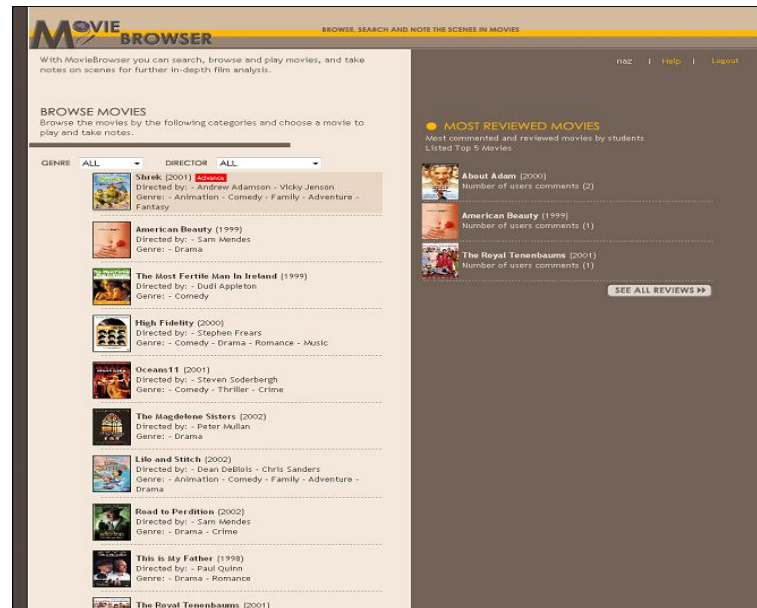 MOVIE BROWSER
BROWSE, SEARCH AND NOTE THE SCENES IN MOVIES
With MovieBrowser you can search, browse and play movies, and take
notes on scenes for further in-depth film analysis.
naz | Help | Logout
BROWSE MOVIES
Browse the movies by the following categories and choose a movie to
play and take notes.
GENRE ALL DIRECTOR ALL
Shrek (2001) Advance
Directed by: - Andrew Adamson - Vicky Jenson
Genre: - Animation - Comedy - Family - Adventure -
Fantasy
American Beauty (1999)
Directed by: - Sam Mendes
Genre: - Drama
The Most Fertile Man In Ireland (1999)
Directed by: - Dudi Appleton
Genre: - Comedy
High Fidelity (2000)
Directed by: - Stephen Frears
Genre: - Comedy - Drama - Romance - Music
Oceans11 (2001)
Directed by: - Steven Soderbergh
Genre: - Comedy - Thriller - Crime
The Magdelene Sisters (2002)
Directed by: - Peter Mullan
Genre: - Drama
Lilo and Stitch (2002)
Directed by: - Dean DeBlois - Chris Sanders
Genre: - Animation - Comedy - Family - Adventure -
Drama
Road to Perdition (2002)
Directed by: - Sam Mendes
Genre: - Drama - Crime
This is My Father (1998)
Directed by: - Paul Quinn
Genre: - Drama - Romance
The Royal Tenenbaums (2001)
MOST REVIEWED MOVIES
Most commented and reviewed movies by students
Listed Top 5 Movies
About Adam (2000)
Number of users comments (2)
American Beauty (1999)
Number of users comments (1)
The Royal Tenenbaums (2001)
Number of users comments (1)
SEE ALL REVIEWS